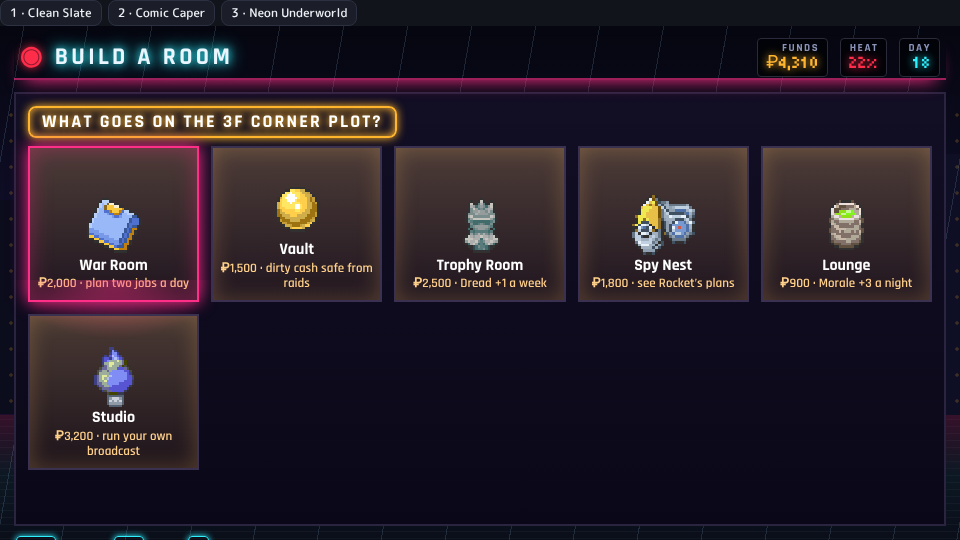 1 · Clean Slate
2 · Comic Caper
3 · Neon Underworld
BUILD A ROOM
FUNDS
₽4,310
HEAT
22%
DAY
18
WHAT GOES ON THE 3F CORNER PLOT?
War Room
₽2,000 · plan two jobs a day
Vault
₽1,500 · dirty cash safe from
raids
Trophy Room
₽2,500 · Dread +1 a week
Spy Nest
₽1,800 · see Rocket's plans
Lounge
₽900 · Morale +3 a night
Studio
₽3,200 · run your own
broadcast